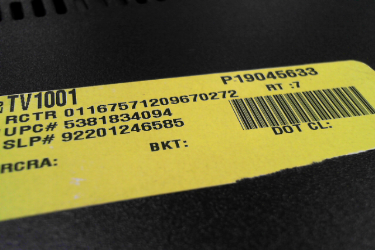 P19045633
TV1001
RT :7
RCTR 01167571209670272
UPC# 5381834094
SLP# 92201246585
DOT CL:
BKT:
RCRA: